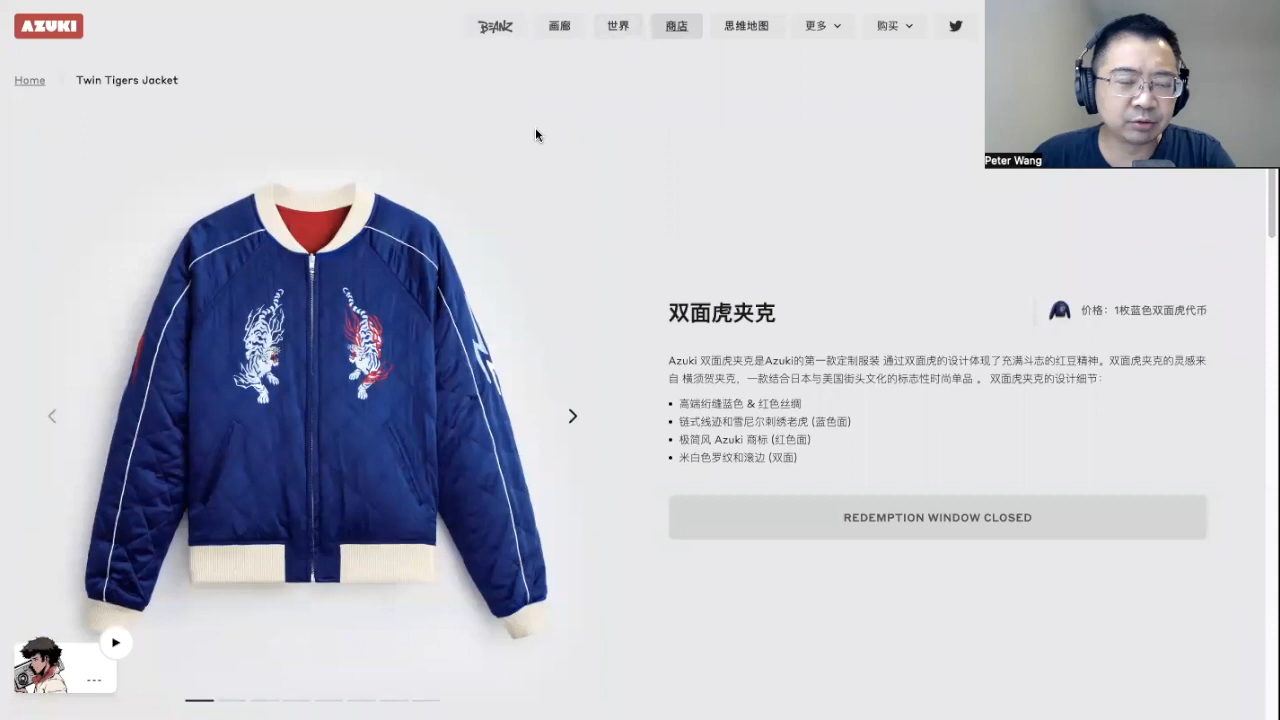 AZUKI
BEANZ
画廊
世界
商店
思维地图
更多
购买
Peter Wang
Home
Twin Tigers Jacket
双面虎夹克
价格：1枚蓝色双面虎代币
Azuki 双面虎夹克是Azuki的第一款定制服装 通过双面虎的设计体现了充满斗志的红豆精神。双面虎夹克的灵感来
自 横须贺夹克，一款结合日本与美国街头文化的标志性时尚单品 。 双面虎夹克的设计细节：
• 高端绗缝蓝色 & 红色丝绸
• 链式线迹和雪尼尔刺绣老虎 (蓝色面)
• 极简风 Azuki 商标 (红色面)
• 米白色罗纹和滚边 (双面)
REDEMPTION WINDOW CLOSED
---